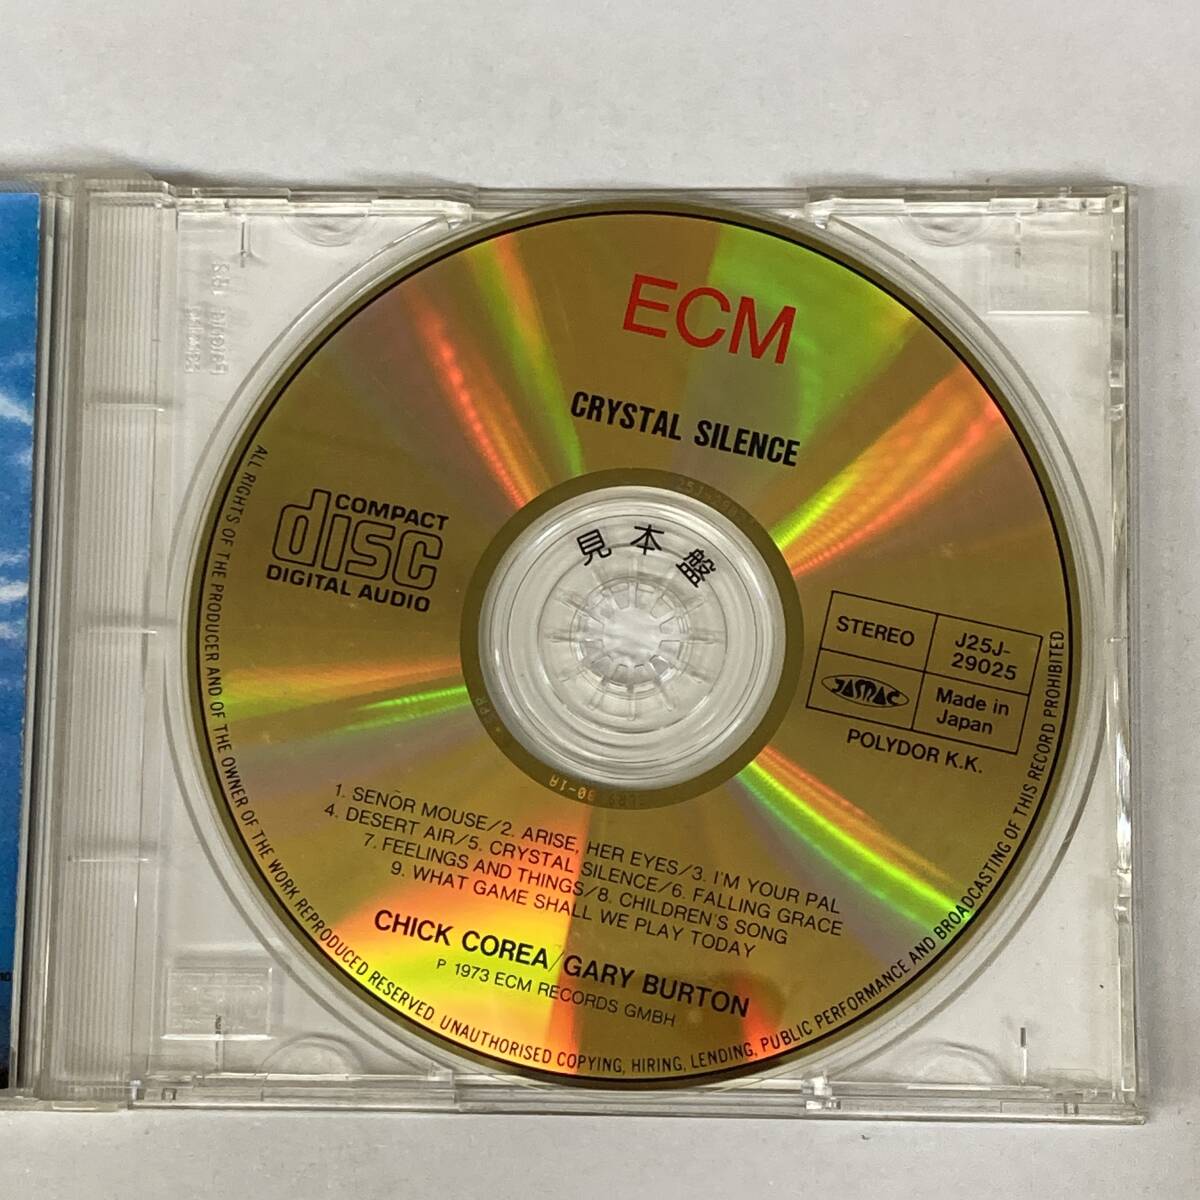 ECM
CRYSTAL SILENCE
COMPACT
disc
DIGITAL AUDIO
見本盤
STEREO
J25J-
29025
JASRAC
Made in
Japan
POLYDOR K.K.
1. SENŌR MOUSE/2. ARISE, HER EYES/3. I'M YOUR PAL
4. DESERT AIR/5. CRYSTAL SILENCE/6. FALLING GRACE
7. FEELINGS AND THINGS/8. CHILDREN'S SONG
9. WHAT GAME SHALL WE PLAY TODAY
CHICK COREA/GARY BURTON
P 1973 ECM RECORDS GMBH
ALL RIGHTS OF THE PRODUCER AND OF THE OWNER OF THE WORK REPRODUCED RESERVED. UNAUTHORISED COPYING, HIRING, LENDING, PUBLIC PERFORMANCE AND BROADCASTING OF THIS RECORD PROHIBITED